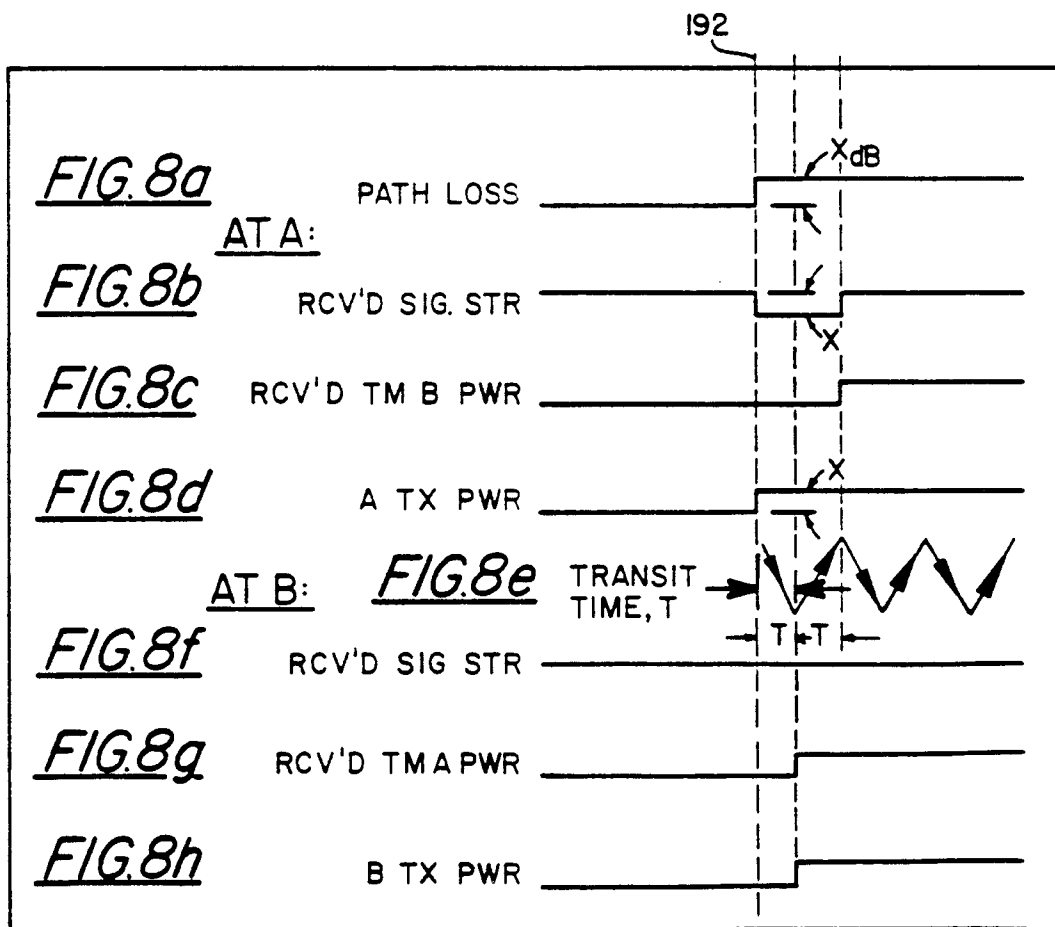 192
FIG. 8a PATH LOSS XdB
AT A:
FIG. 8b RCV'D SIG. STR X
FIG. 8c RCV'D TM B PWR
FIG. 8d A TX PWR X
AT B: FIG. 8e TRANSIT TIME, T
T T
FIG. 8f RCV'D SIG STR
FIG. 8g RCV'D TM A PWR
FIG. 8h B TX PWR